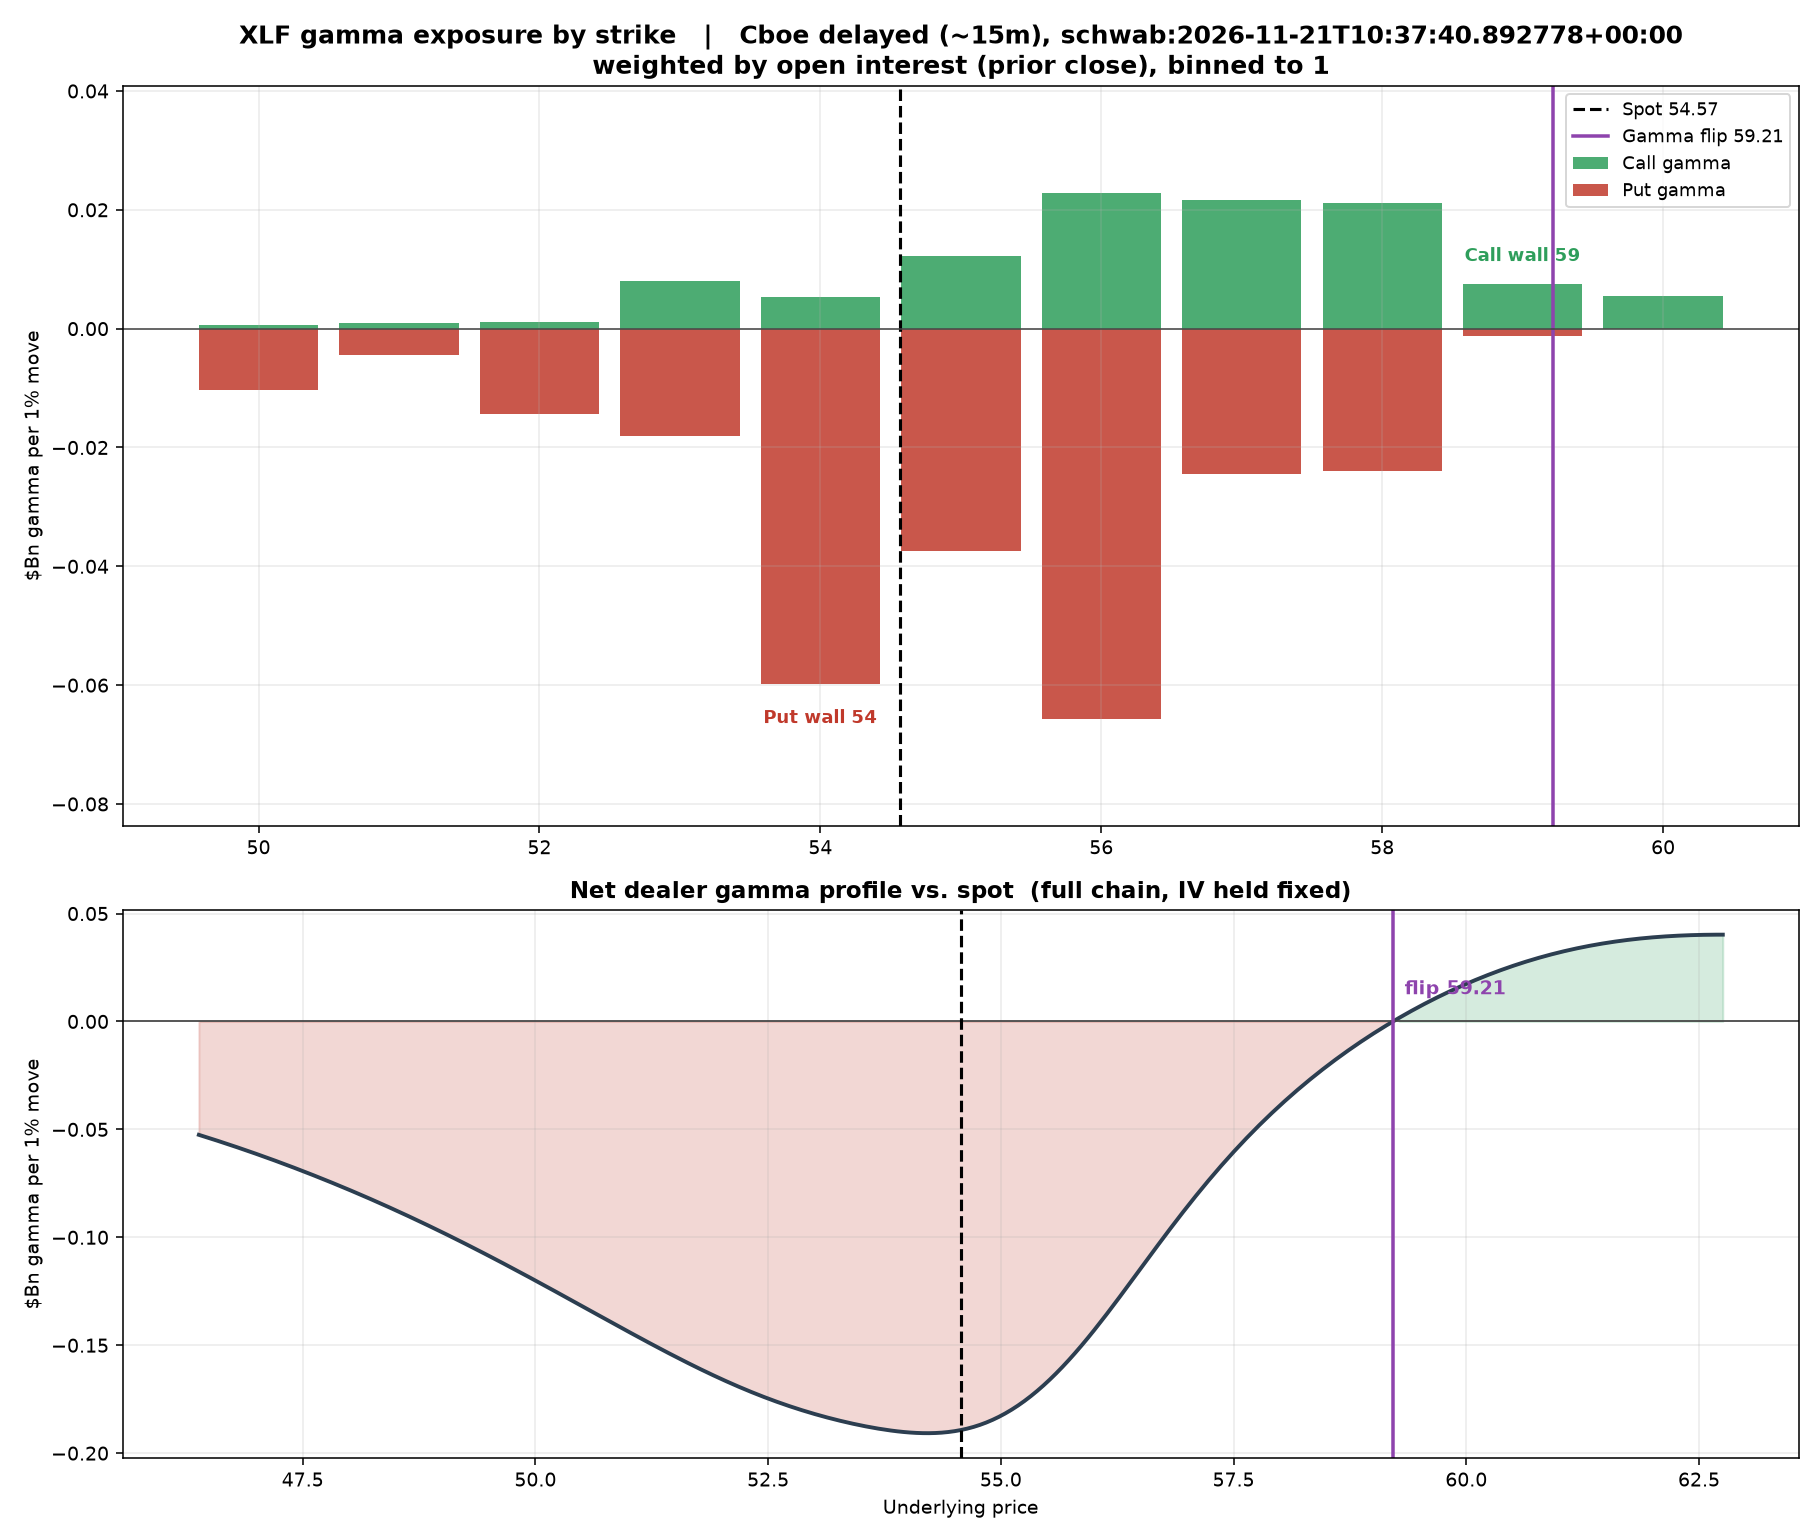 XLF gamma exposure by strike | Cboe delayed (~15m), schwab:2026-11-21T10:37:40.892778+00:00
weighted by open interest (prior close), binned to 1
$Bn gamma per 1% move
0.04
0.02
0.00
−0.02
−0.04
−0.06
−0.08
Spot 54.57
Gamma flip 59.21
Call gamma
Put gamma
Call wall 59
Put wall 54
50 52 54 56 58 60
Net dealer gamma profile vs. spot (full chain, IV held fixed)
$Bn gamma per 1% move
0.05
0.00
−0.05
−0.10
−0.15
−0.20
flip 59.21
47.5 50.0 52.5 55.0 57.5 60.0 62.5
Underlying price